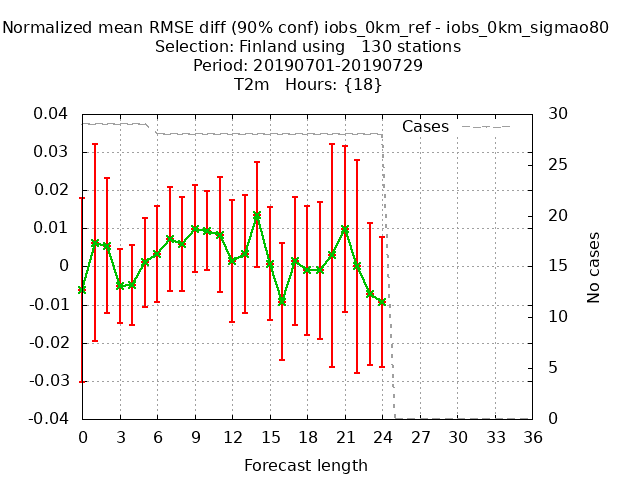 Normalized mean RMSE diff (90% conf) iobs_0km_ref - iobs_0km_sigmao80
Selection: Finland using   130 stations
Period: 20190701-20190729
T2m   Hours: {18}
Cases
0.04
0.03
0.02
0.01
0
-0.01
-0.02
-0.03
-0.04
30
25
20
15
10
5
0
No cases
0 3 6 9 12 15 18 21 24 27 30 33 36
Forecast length